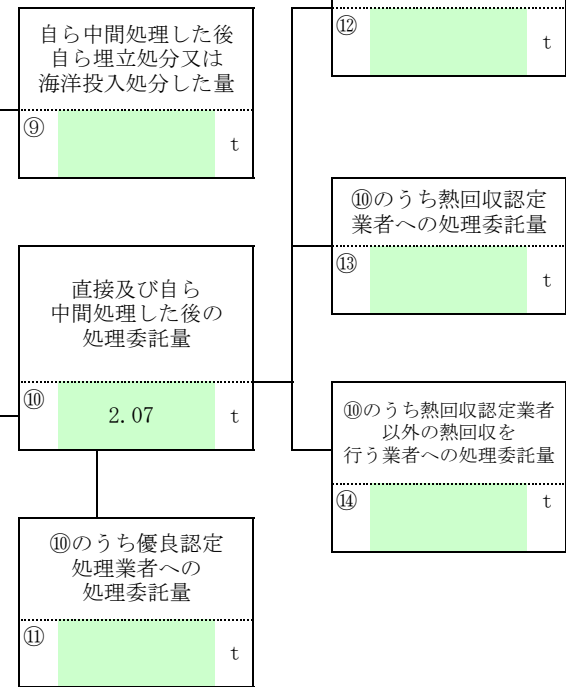 自ら中間処理した後
自ら埋立処分又は
海洋投入処分した量
⑨
t
直接及び自ら
中間処理した後の
処理委託量
⑩
2.07 t
⑩のうち優良認定
処理業者への
処理委託量
⑪
t
⑫
t
⑩のうち熱回収認定
業者への処理委託量
⑬
t
⑩のうち熱回収認定業者
以外の熱回収を
行う業者への処理委託量
⑭ t